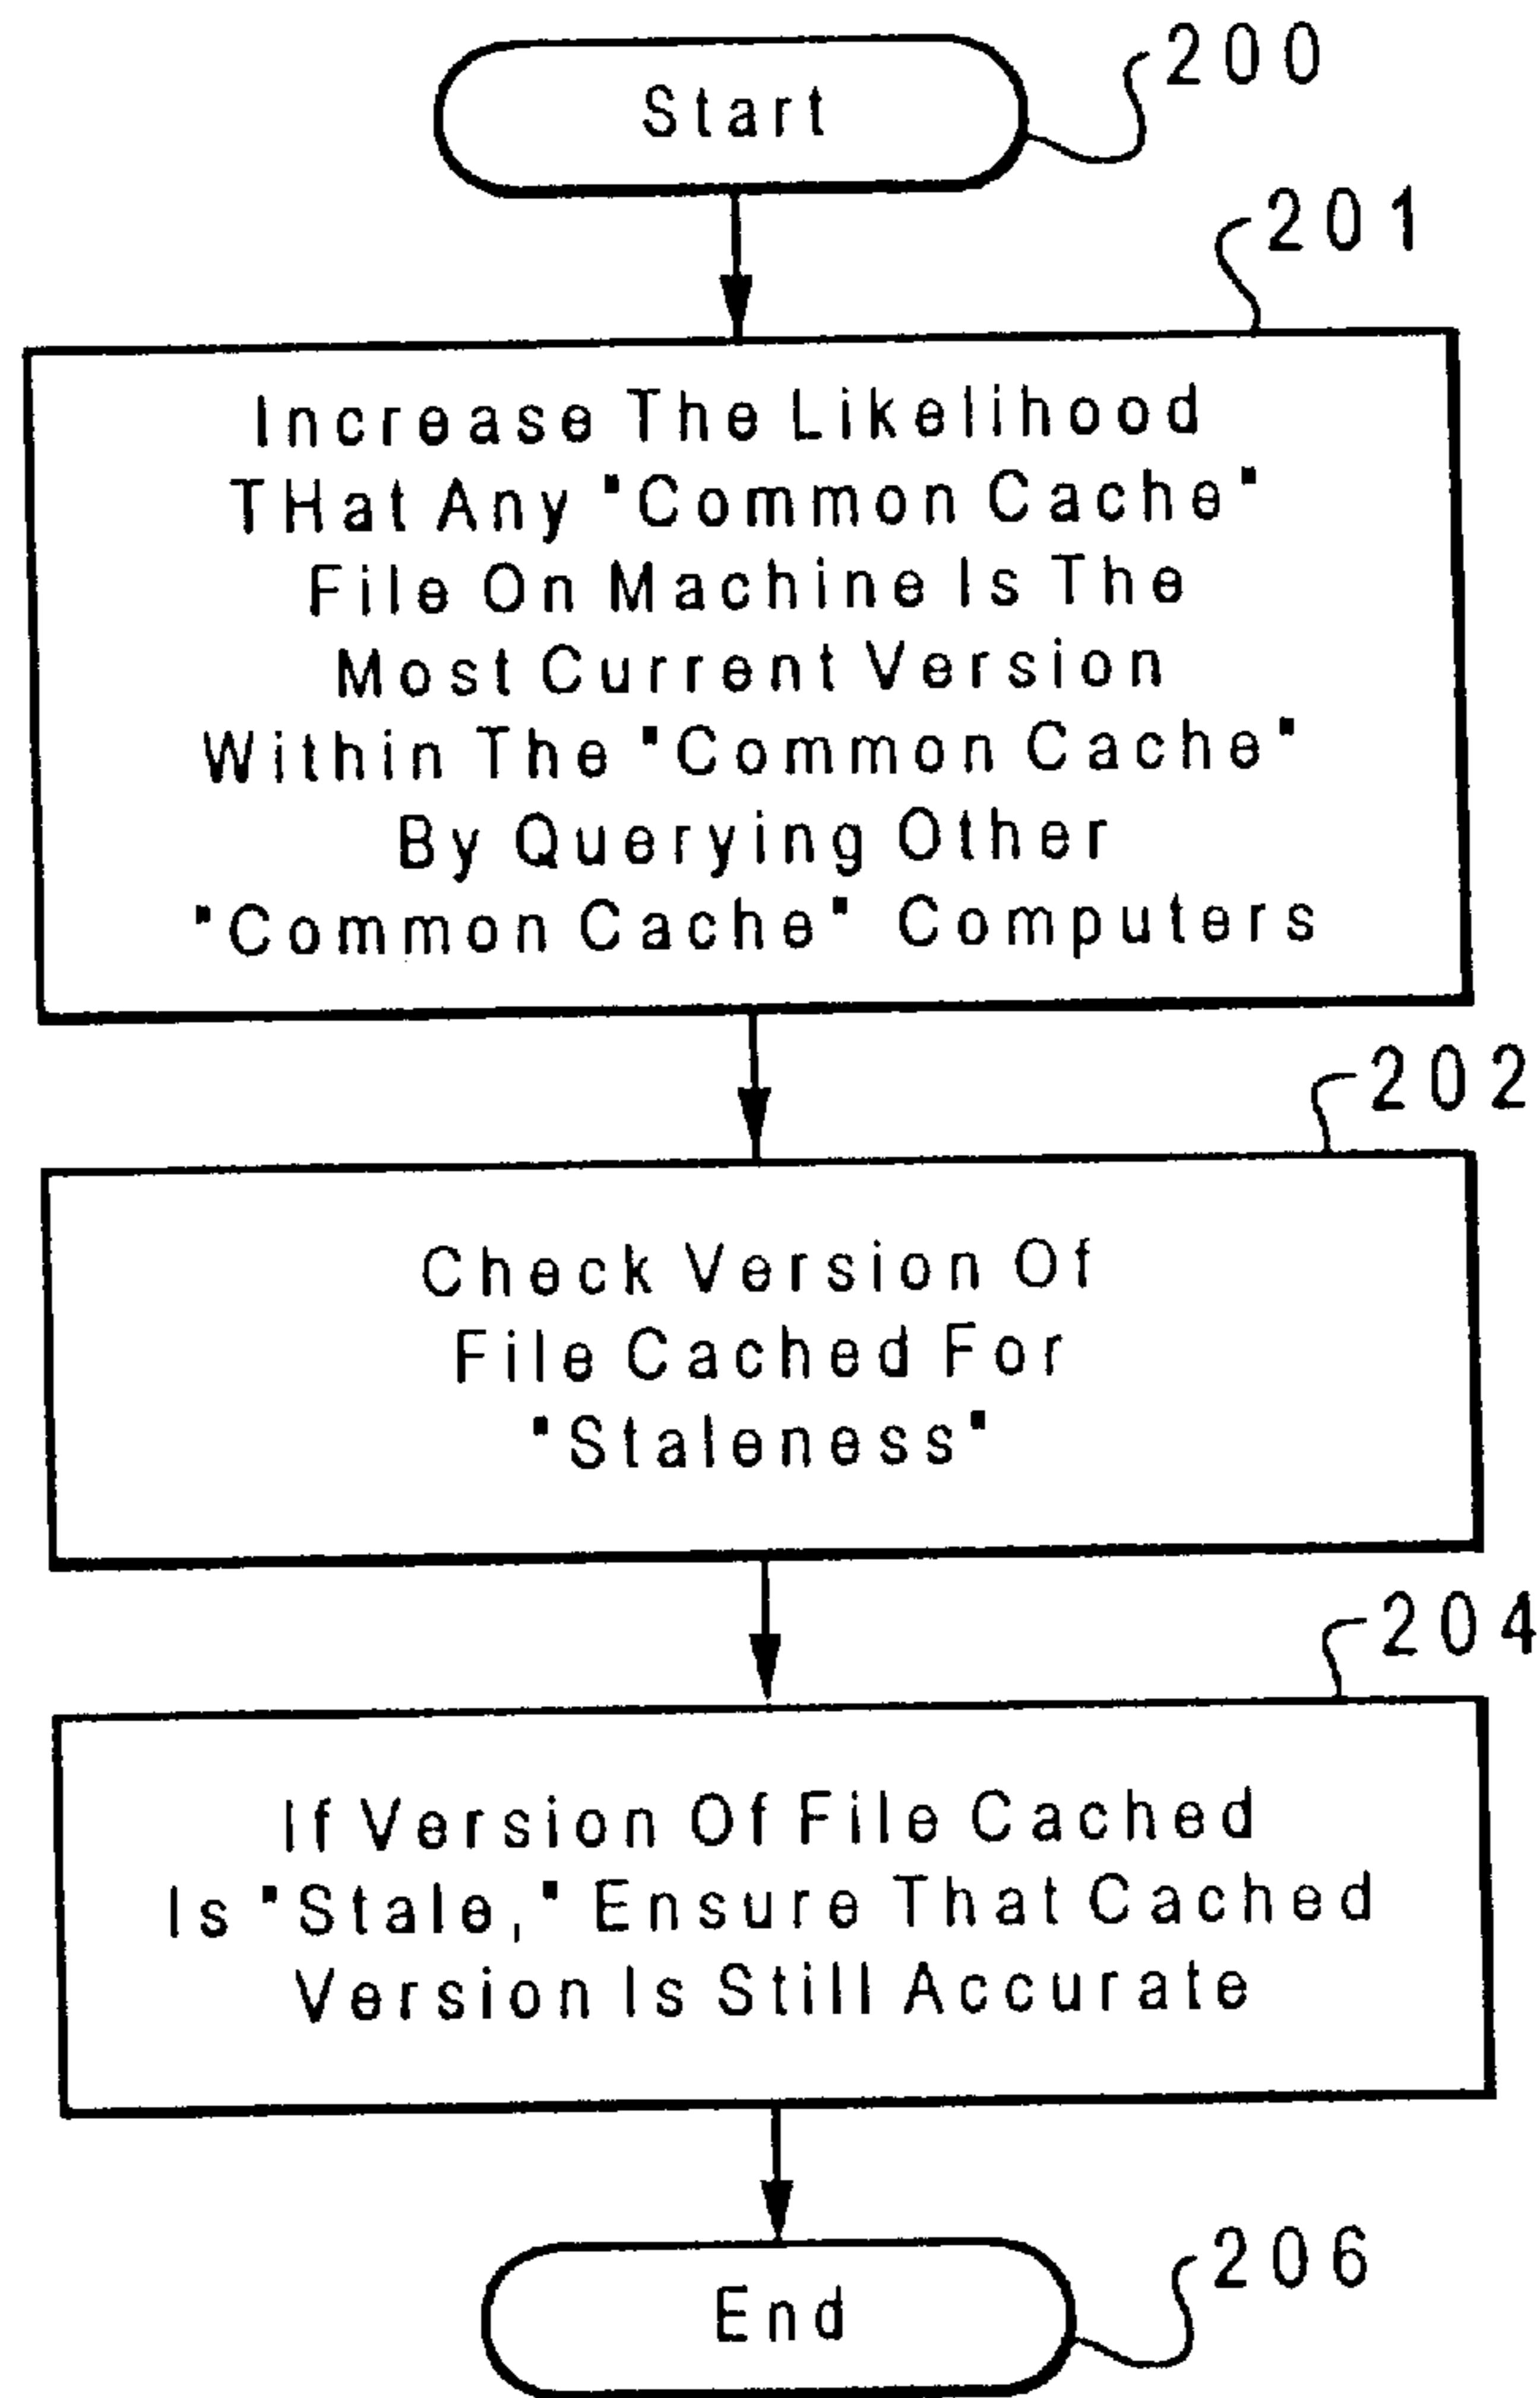 Start
200
201
Increase The Likelihood
THat Any "Common Cache"
File On Machine Is The
Most Current Version
Within The "Common Cache"
By Querying Other
"Common Cache" Computers
202
Check Version Of
File Cached For
"Staleness"
204
If Version Of File Cached
Is "Stale," Ensure That Cached
Version Is Still Accurate
End
206